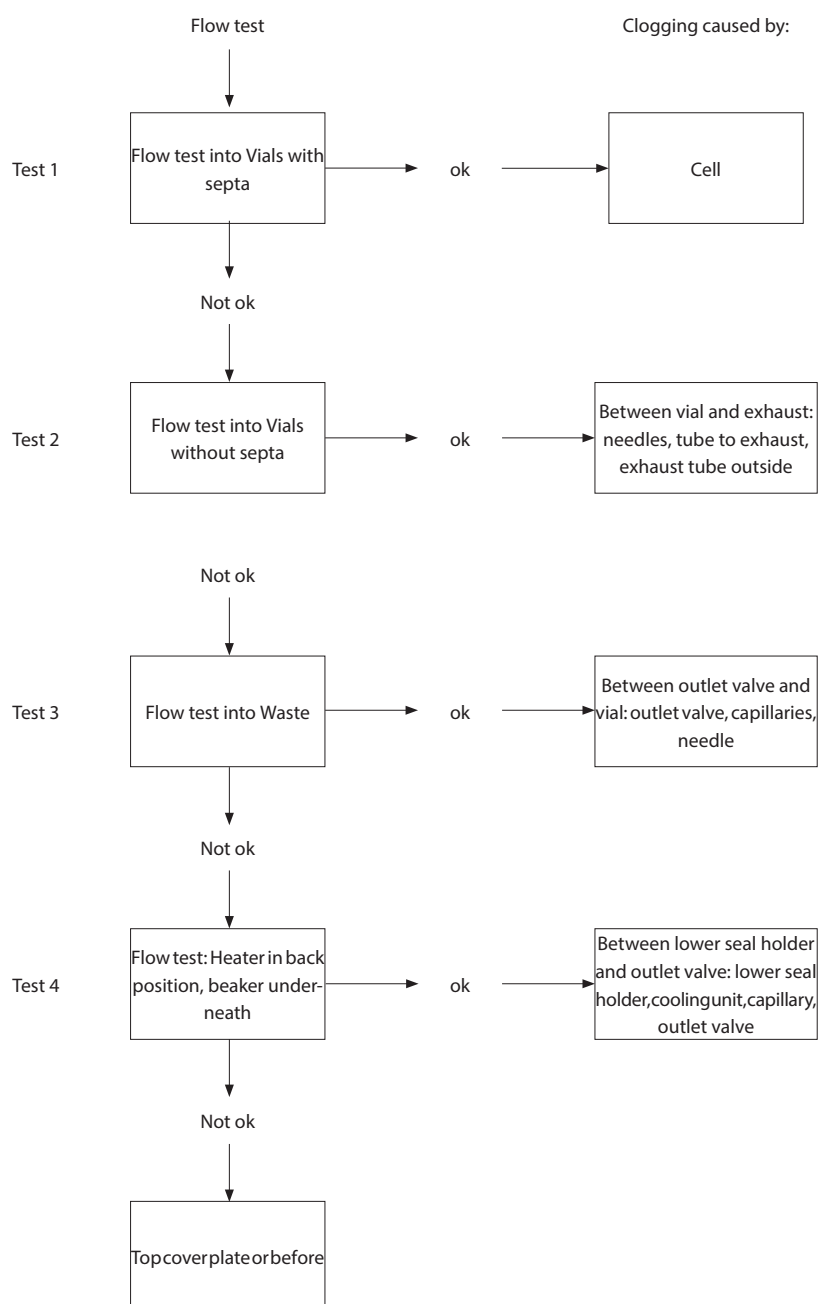 Flow test
Clogging caused by:
Test 1
Flow test into Vials with
septa
ok
Cell
Not ok
Test 2
Flow test into Vials
without septa
ok
Between vial and exhaust:
needles, tube to exhaust,
exhaust tube outside
Not ok
Test 3
Flow test into Waste
ok
Between outlet valve and
vial: outlet valve, capillaries,
needle
Not ok
Test 4
Flow test: Heater in back
position, beaker under-
neath
ok
Between lower seal holder
and outlet valve: lower seal
holder, cooling unit, capillary,
outlet valve
Not ok
Top cover plate or before